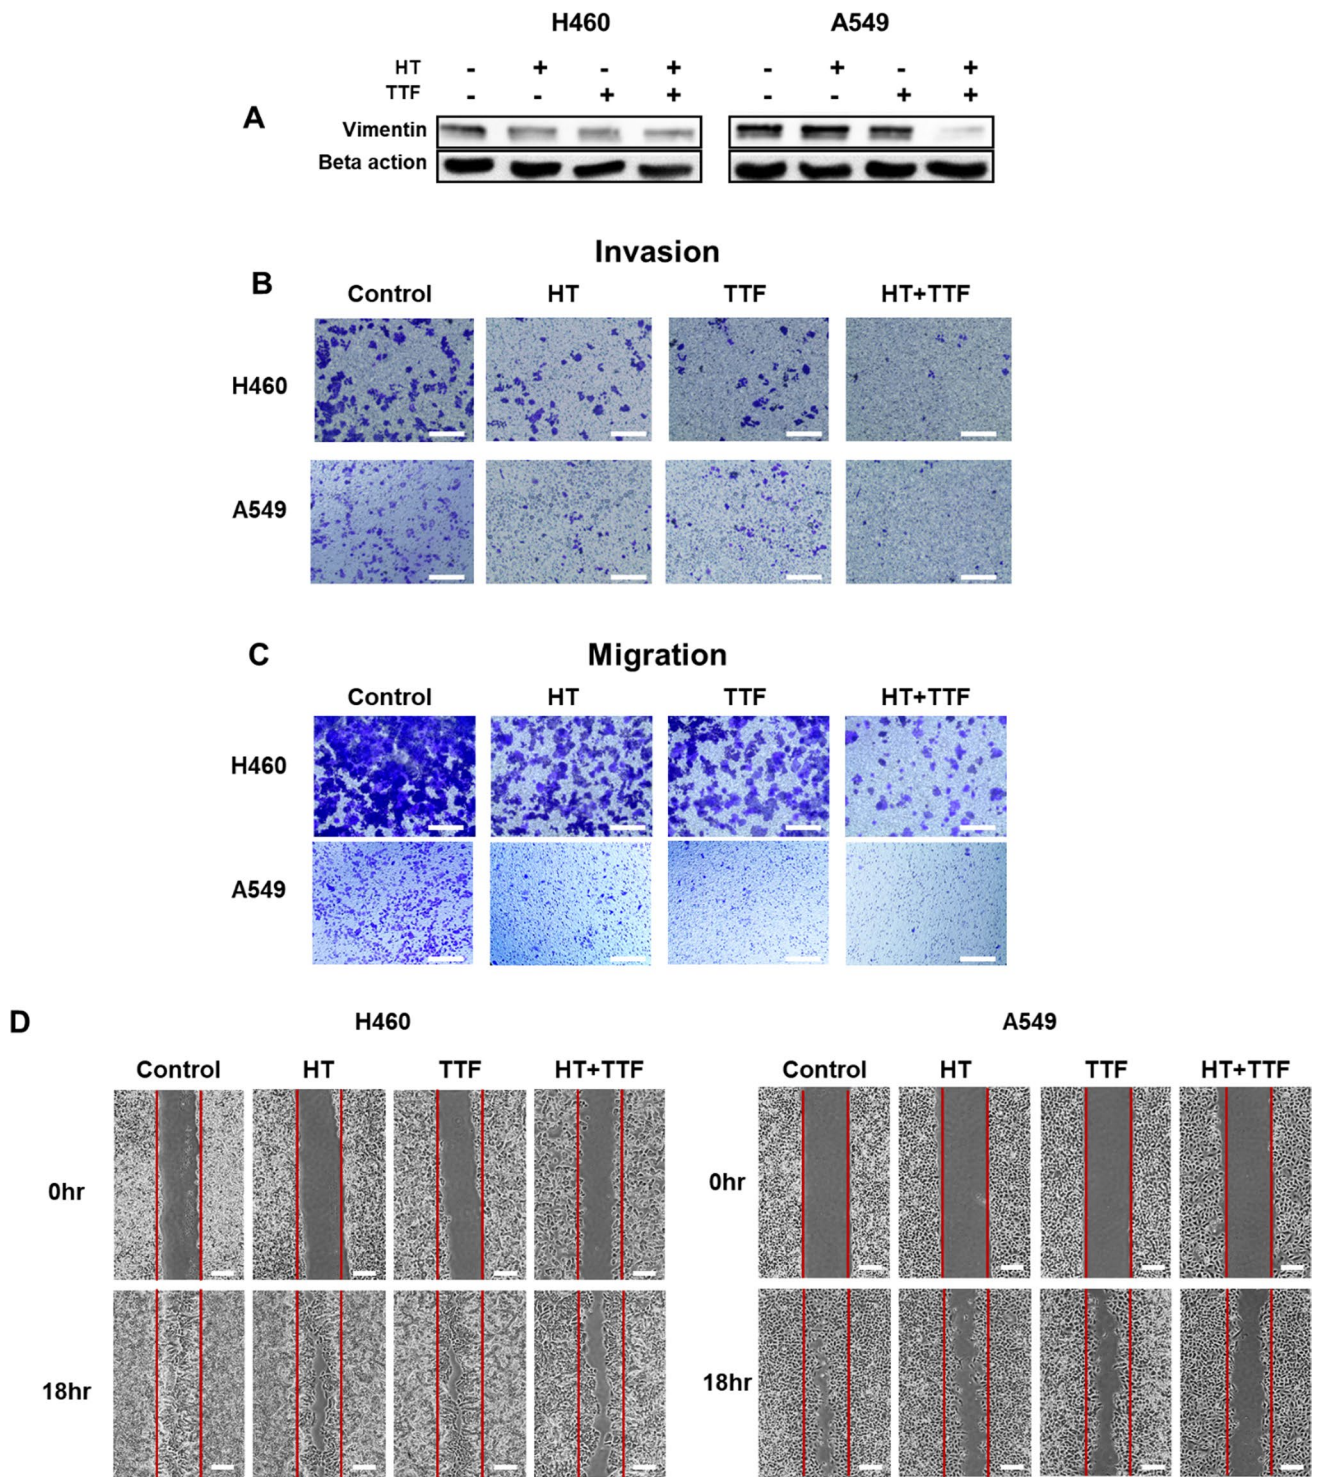 H460 A549
HT - + - + - + - +
TTF - - + + - - + +
A
Vimentin
Beta action
Invasion
B
Control HT TTF HT+TTF
H460
A549
C Migration
Control HT TTF HT+TTF
H460
A549
D H460 A549
Control HT TTF HT+TTF Control HT TTF HT+TTF
0hr 0hr
18hr 18hr